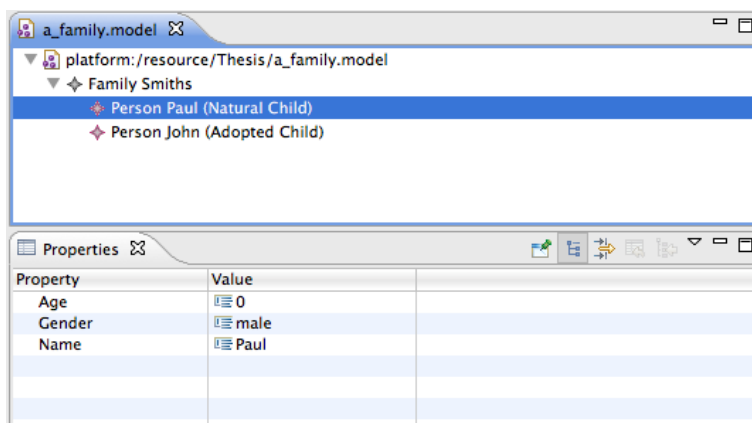 a_family.model
platform:/resource/Thesis/a_family.model
Family Smiths
Person Paul (Natural Child)
Person John (Adopted Child)
Properties
Property Value
Age 0
Gender male
Name Paul